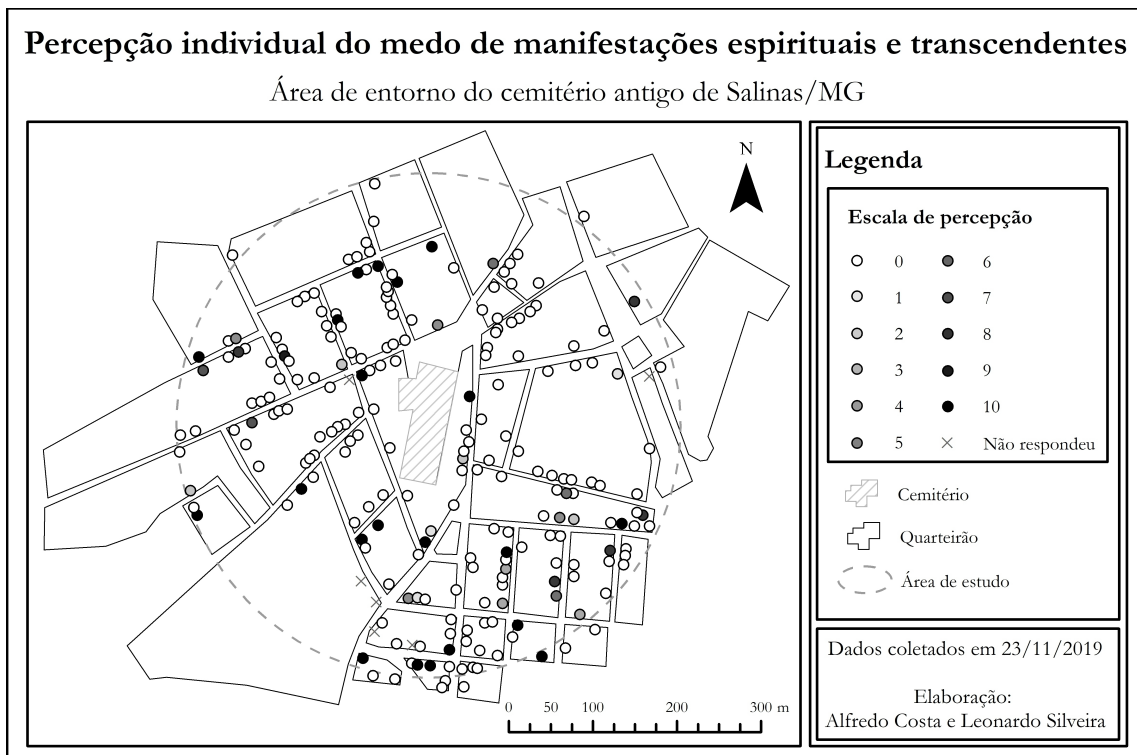 Percepção individual do medo de manifestações espirituais e transcendentes
Área de entorno do cemitério antigo de Salinas/MG
N
0 50 100 150 200 300 m
Legenda
Escala de percepção
0 6
1 7
2 8
3 9
4 10
5 Não respondeu
Cemitério
Quarteirão
Área de estudo
Dados coletados em 23/11/2019
Elaboração:
Alfredo Costa e Leonardo Silveira